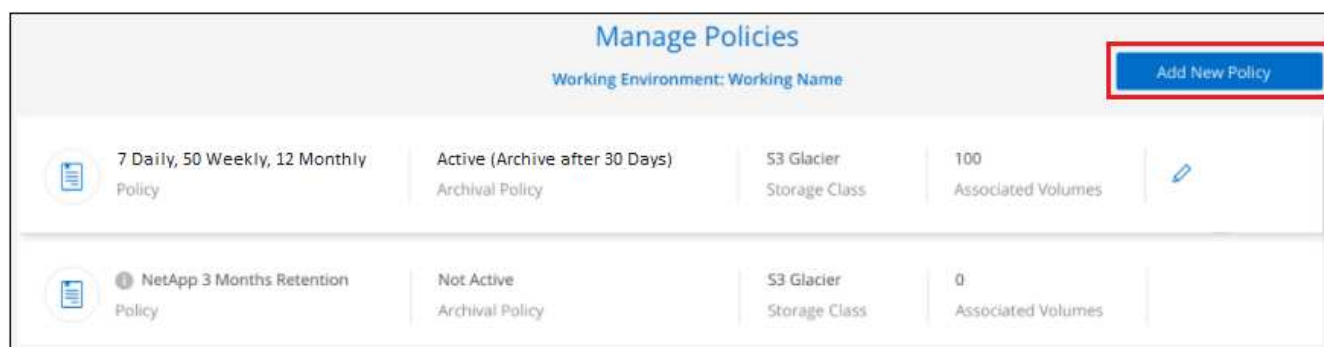 Manage Policies
Working Environment: Working Name
Add New Policy
7 Daily, 50 Weekly, 12 Monthly
Policy
Active (Archive after 30 Days)
Archival Policy
S3 Glacier
Storage Class
100
Associated Volumes
NetApp 3 Months Retention
Policy
Not Active
Archival Policy
S3 Glacier
Storage Class
0
Associated Volumes